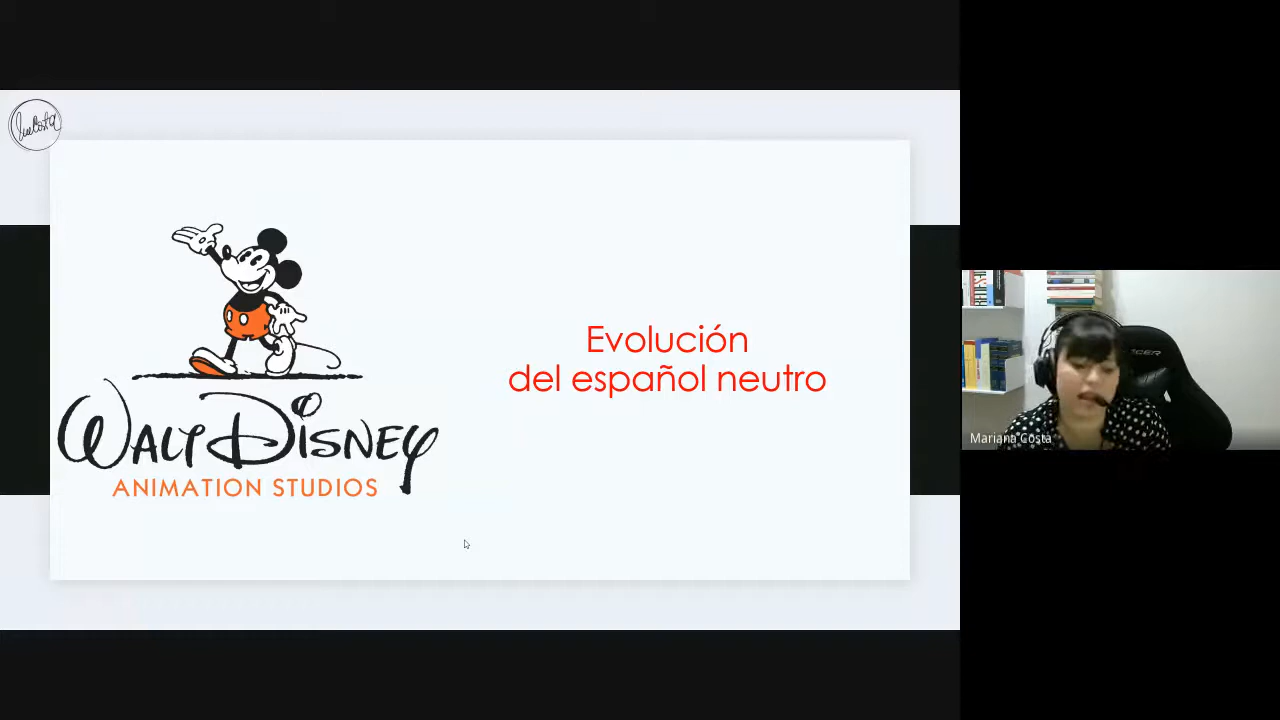 Evolución
del español neutro
WALT DISNEY
ANIMATION STUDIOS
Mariana Costa